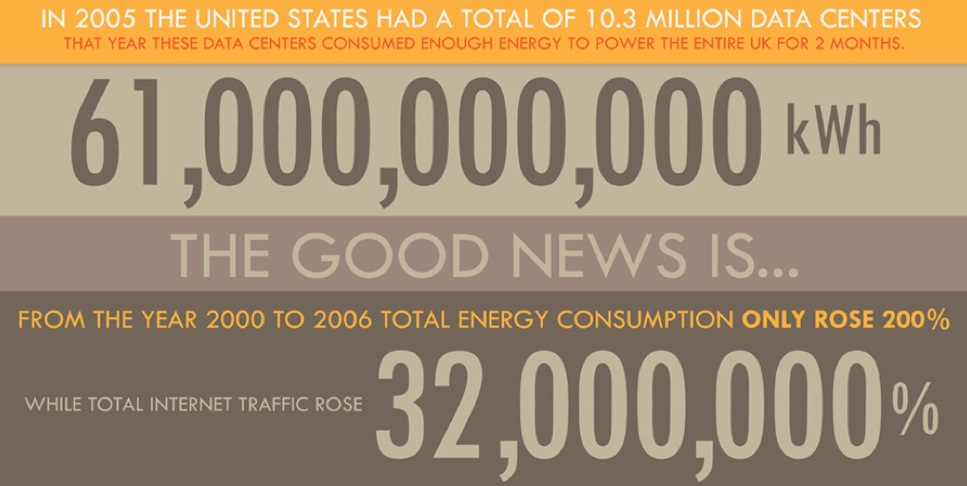 IN 2005 THE UNITED STATES HAD A TOTAL OF 10.3 MILLION DATA CENTERS
THAT YEAR THESE DATA CENTERS CONSUMED ENOUGH ENERGY TO POWER THE ENTIRE UK FOR 2 MONTHS.
61,000,000,000 kWh
THE GOOD NEWS IS...
FROM THE YEAR 2000 TO 2006 TOTAL ENERGY CONSUMPTION ONLY ROSE 200%
WHILE TOTAL INTERNET TRAFFIC ROSE 32,000,000%